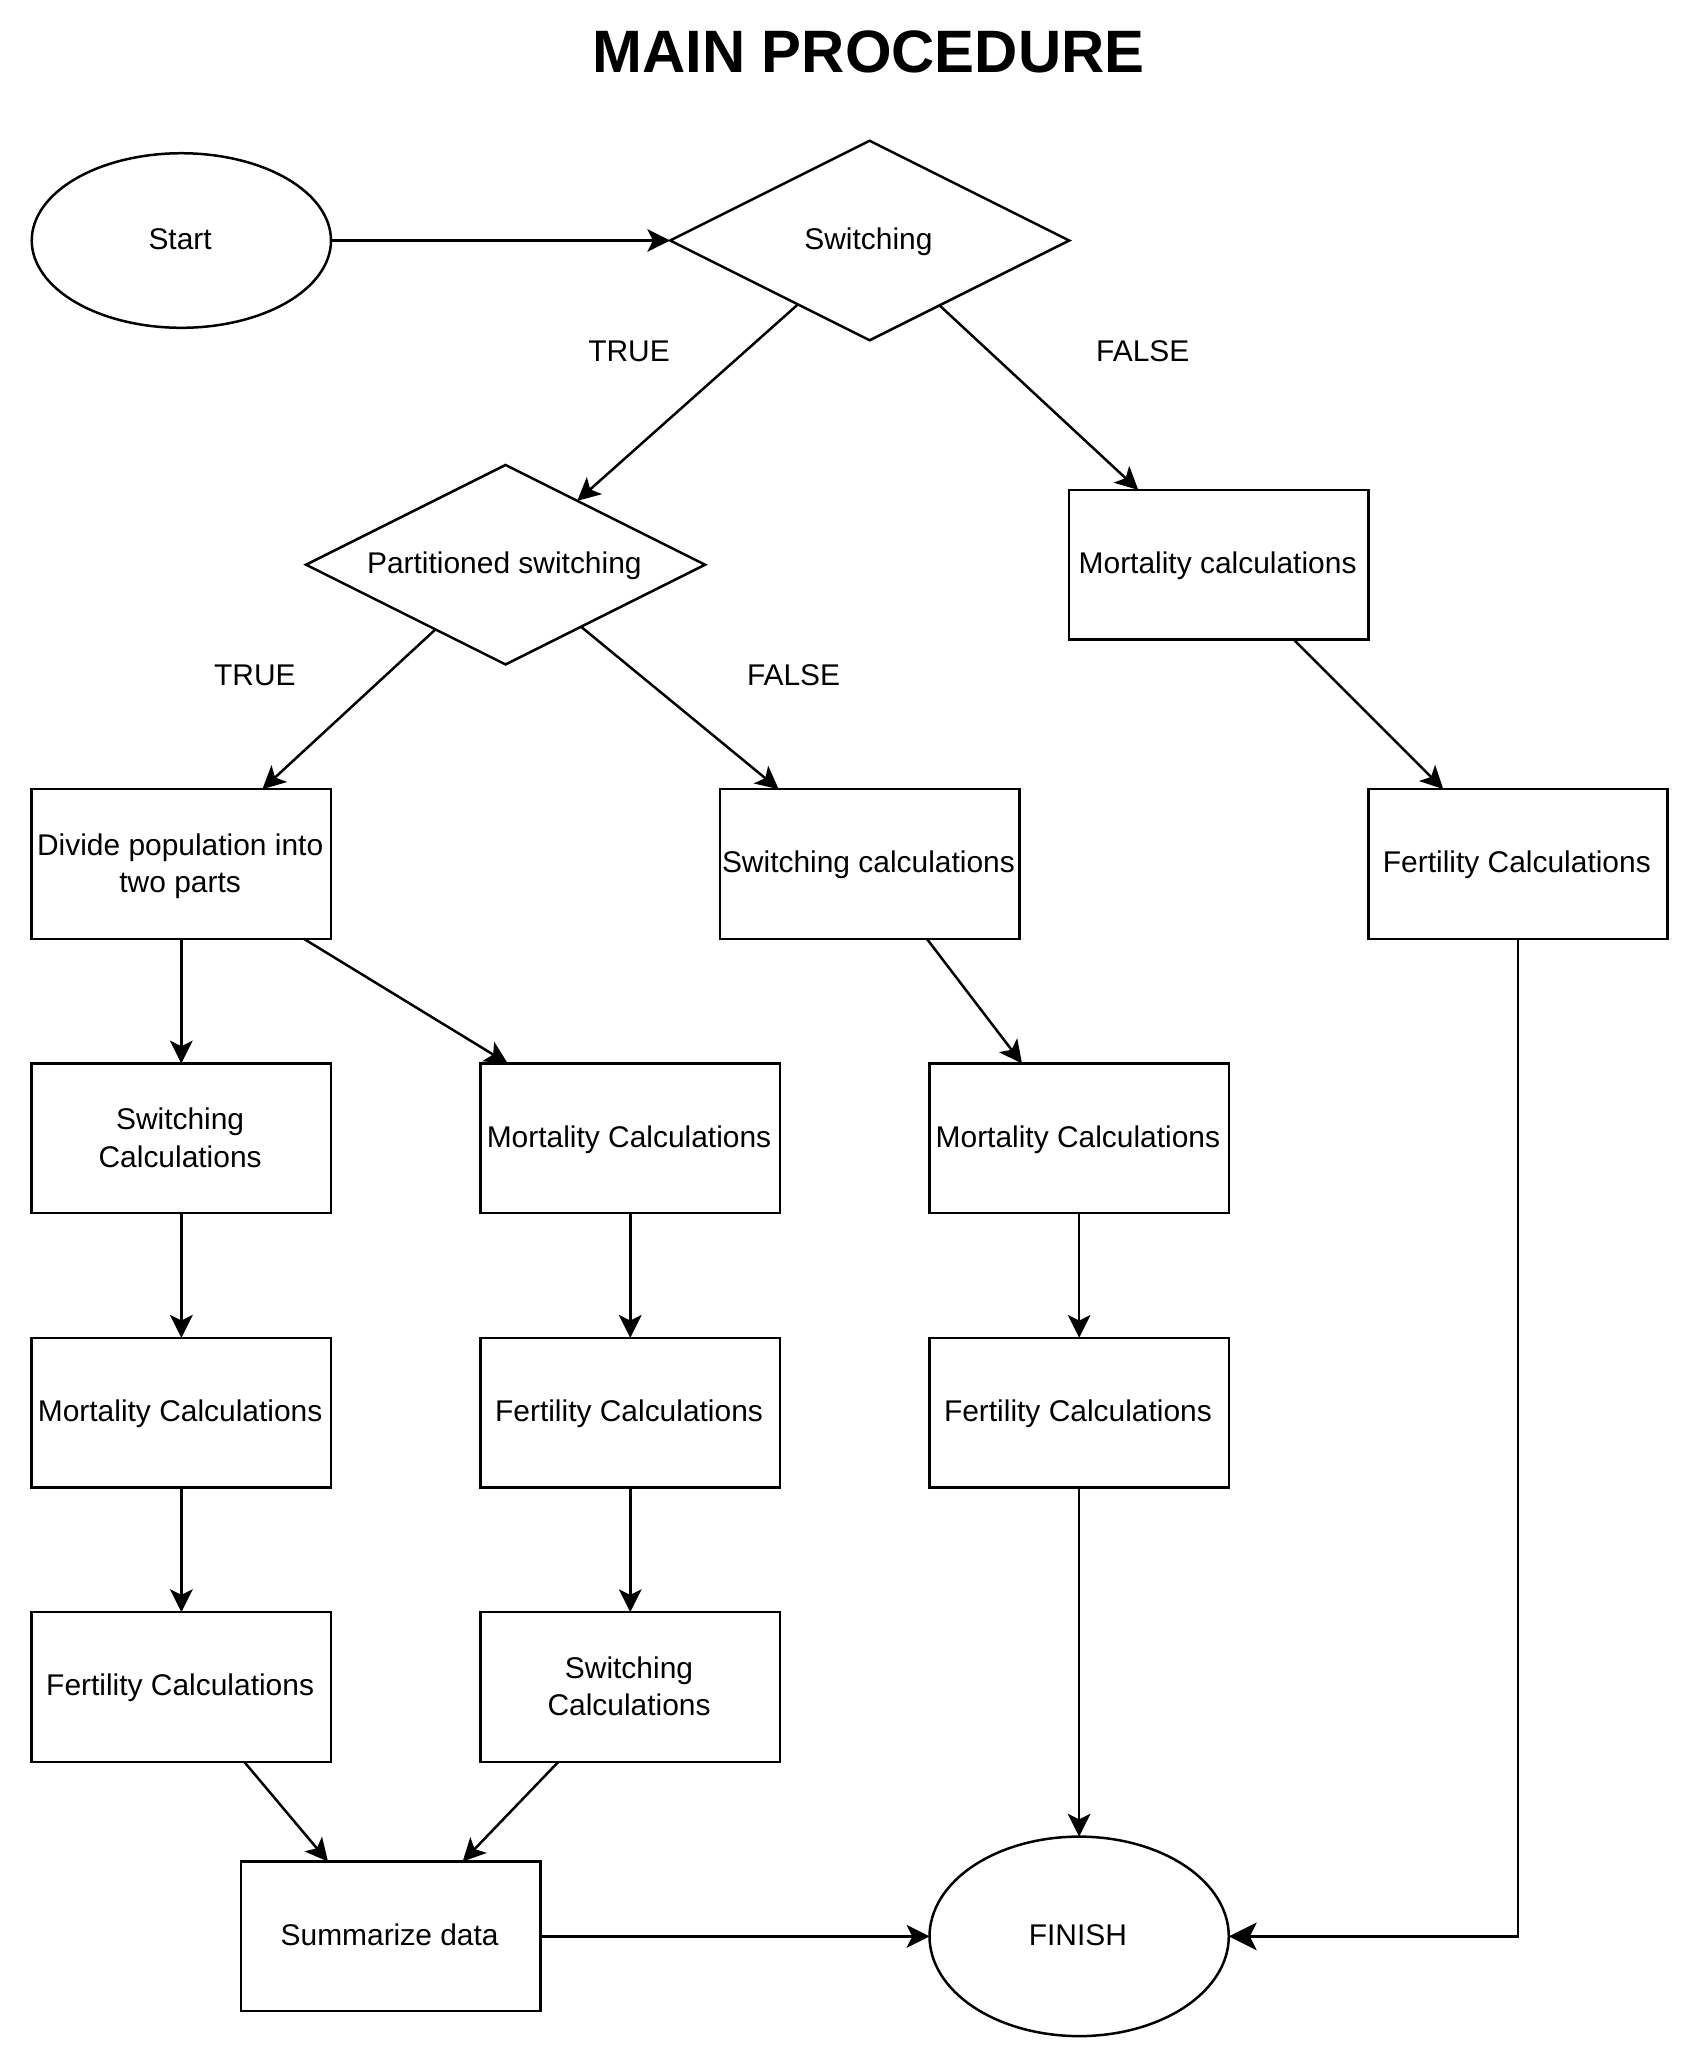 MAIN PROCEDURE
Start
Switching
TRUE
FALSE
Partitioned switching
Mortality calculations
TRUE
FALSE
Divide population into
two parts
Switching calculations
Fertility Calculations
Switching
Calculations
Mortality Calculations
Mortality Calculations
Mortality Calculations
Fertility Calculations
Fertility Calculations
Fertility Calculations
Switching
Calculations
Summarize data
FINISH